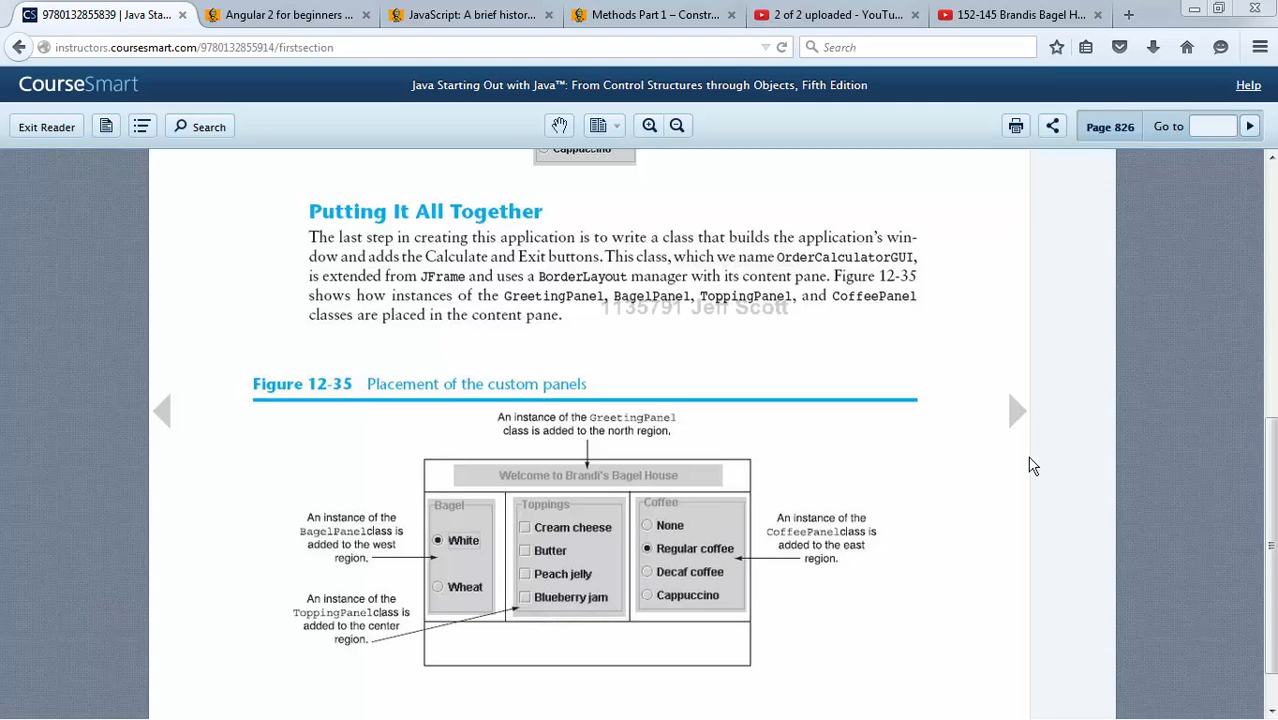 9780132855839 | Java Sta...
Angular 2 for beginners ...
JavaScript: A brief histor...
Methods Part 1 – Constr...
2 of 2 uploaded - YouTu...
152-145 Brandis Bagel H...
instructors.coursesmart.com/9780132855914/firstsection
Search
CourseSmart
Java Starting Out with Java™: From Control Structures through Objects, Fifth Edition
Help
Exit Reader
Search
Page 826
Go to
Cappuccino
Putting It All Together
The last step in creating this application is to write a class that builds the application's win-
dow and adds the Calculate and Exit buttons. This class, which we name OrderCalculatorGUI,
is extended from JFrame and uses a BorderLayout manager with its content pane. Figure 12-35
shows how instances of the GreetingPanel, BagelPanel, ToppingPanel, and CoffeePanel
classes are placed in the content pane.
1135791 Jeff Scott
Figure 12-35 Placement of the custom panels
An instance of the GreetingPanel
class is added to the north region.
Welcome to Brandi's Bagel House
Bagel
White
Wheat
Toppings
Cream cheese
Butter
Peach jelly
Blueberry jam
Coffee
None
Regular coffee
Decaf coffee
Cappuccino
An instance of the
BagelPanel class is
added to the west
region.
An instance of the
ToppingPanel class is
added to the center
region.
An instance of the
CoffeePanel class is
added to the east
region.